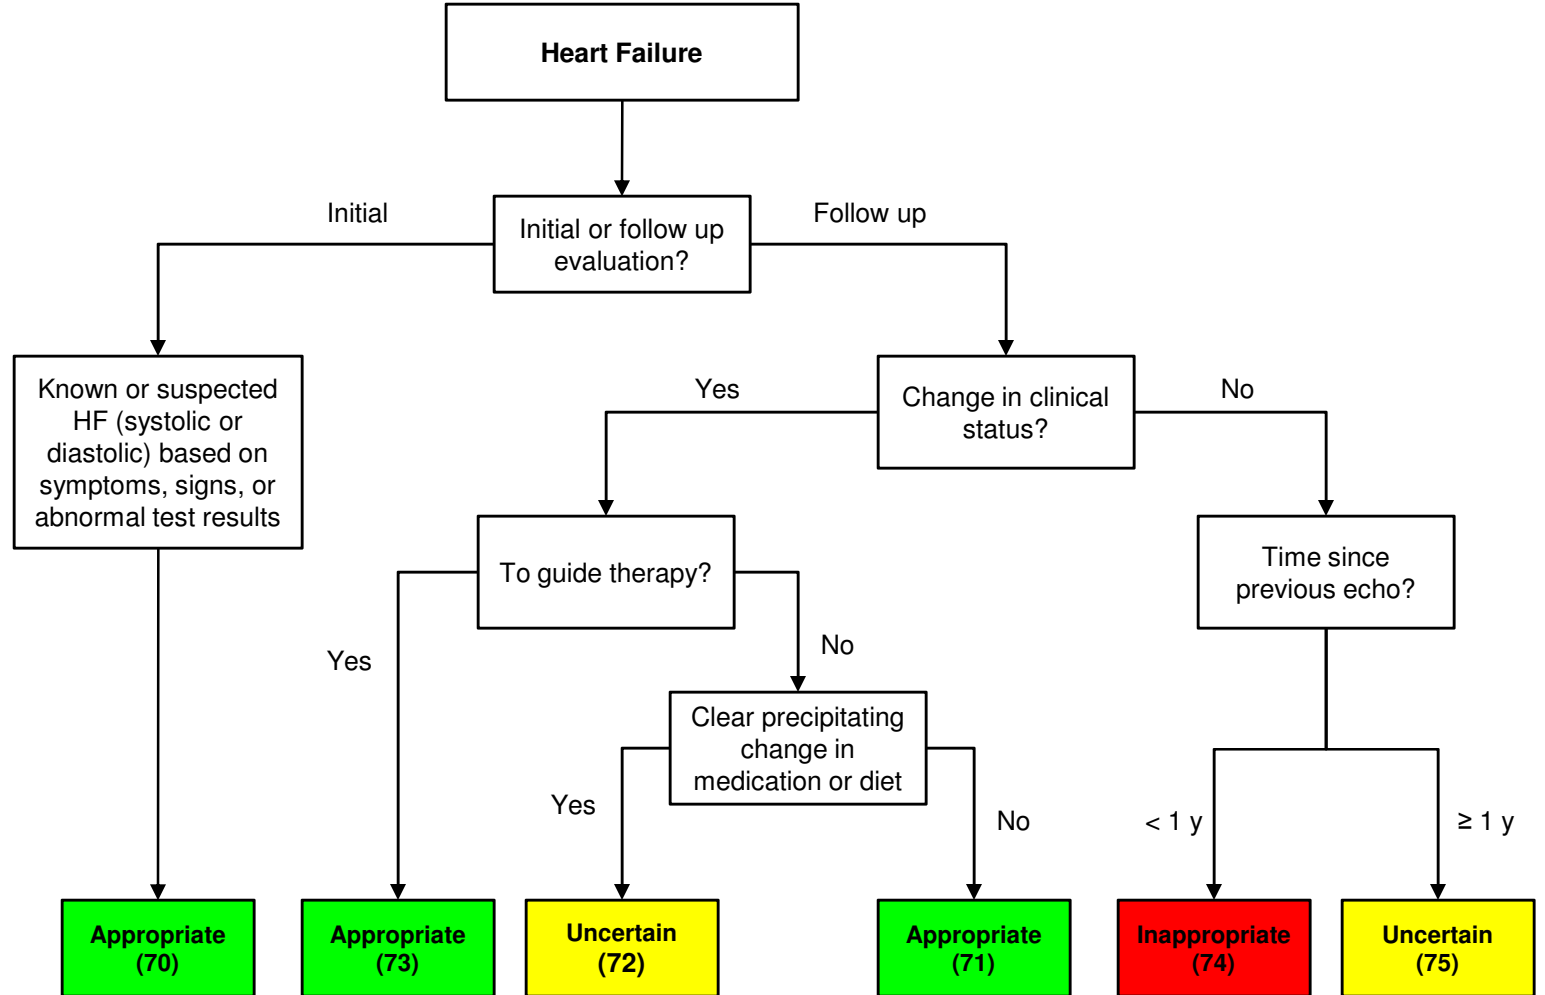 Heart Failure
Initial
Initial or follow up
evaluation?
Follow up
Known or suspected
HF (systolic or
diastolic) based on
symptoms, signs, or
abnormal test results
Yes
Change in clinical
status?
No
To guide therapy?
Time since
previous echo?
Yes
No
Clear precipitating
change in
medication or diet
Yes
No
< 1 y
≥ 1 y
Appropriate
(70)
Appropriate
(73)
Uncertain
(72)
Appropriate
(71)
Inappropriate
(74)
Uncertain
(75)